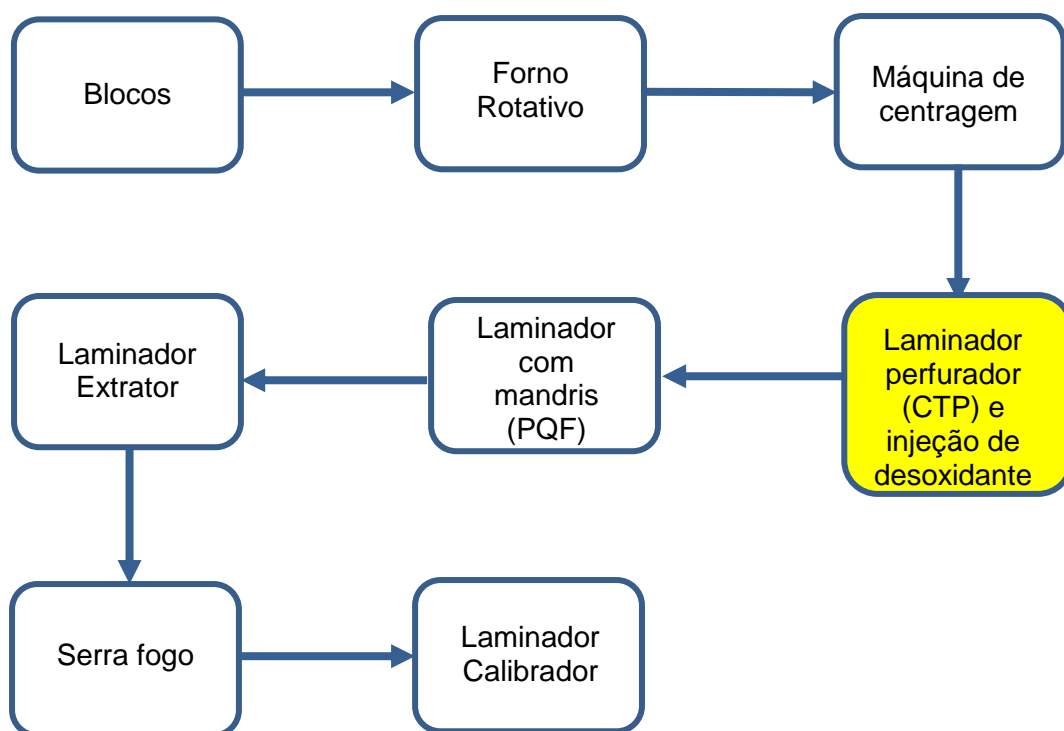 Blocos
Forno
Rotativo
Máquina de
centragem
Laminador
perfurador
(CTP) e
injeção de
desoxidante
Laminador
com
mandris
(PQF)
Laminador
Extrator
Serra fogo
Laminador
Calibrador